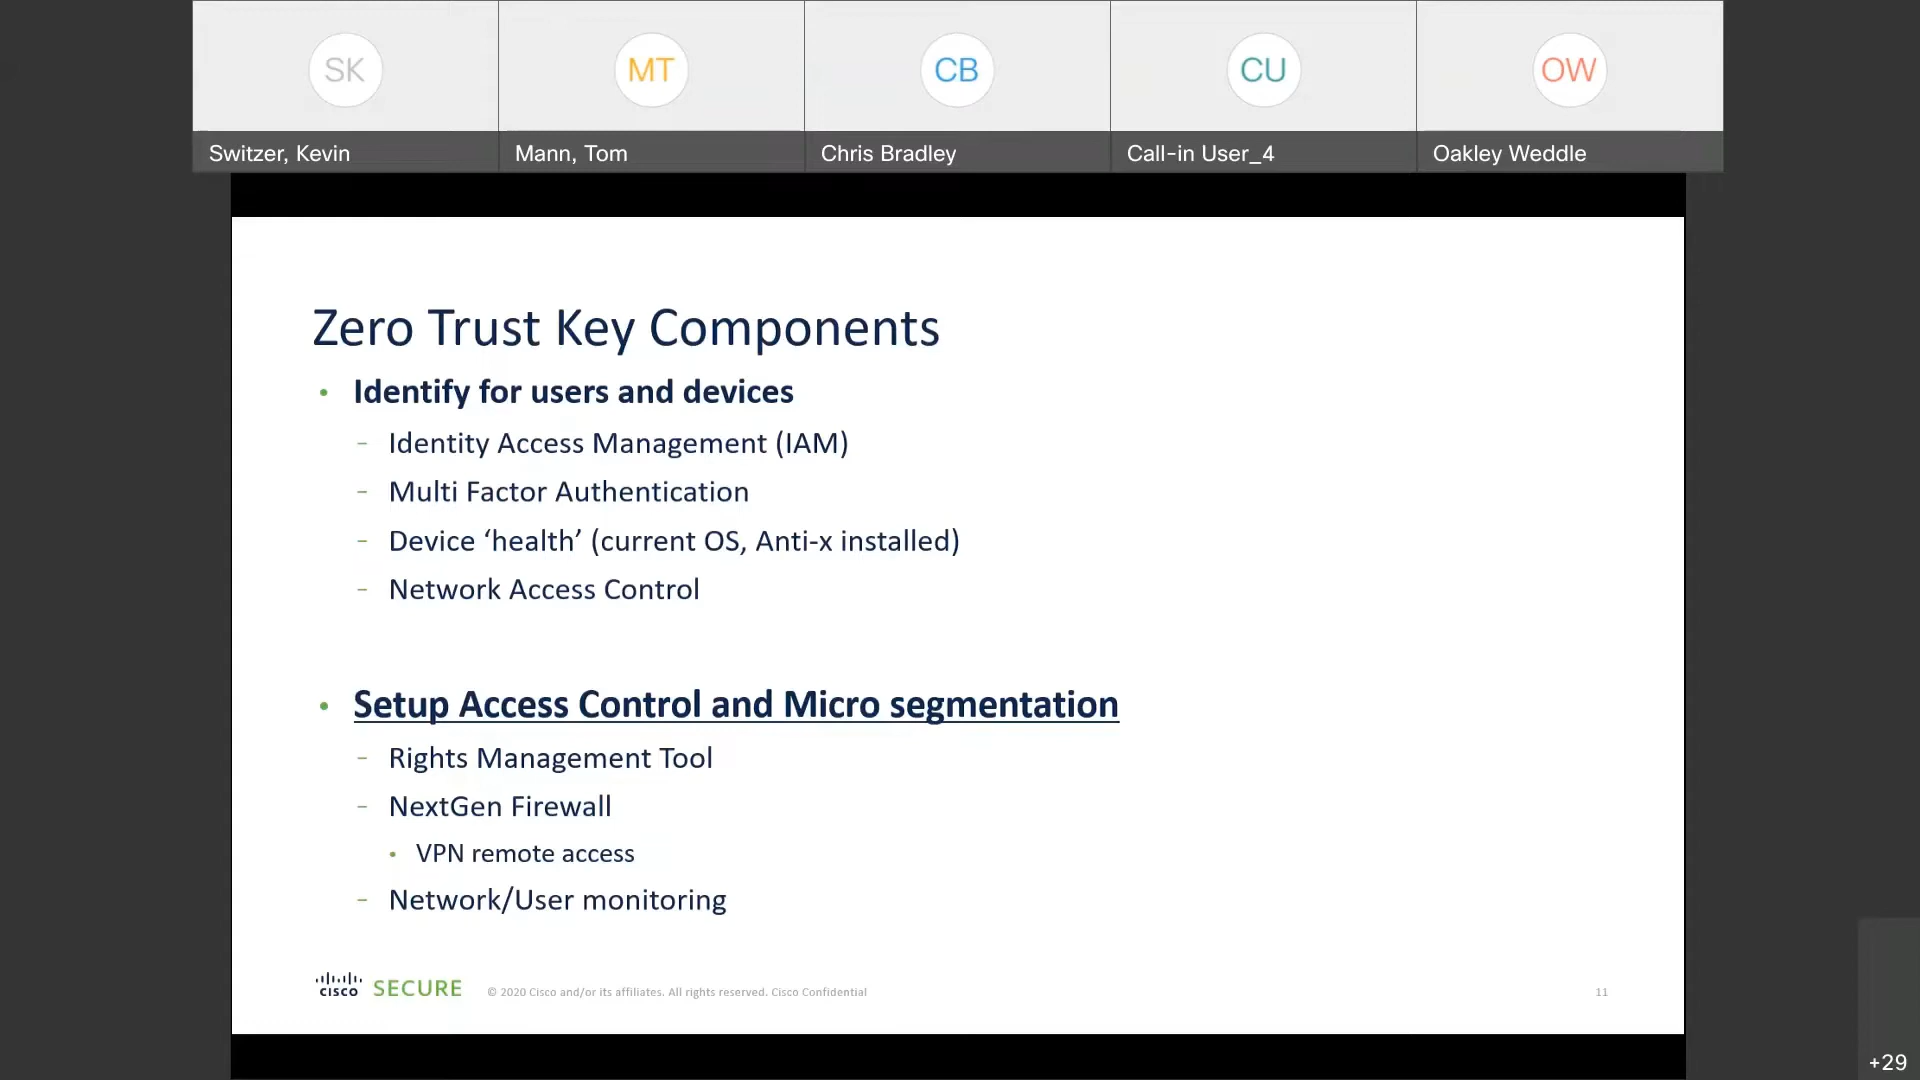 SK
MT
CB
CU
OW
Switzer, Kevin
Mann, Tom
Chris Bradley
Call-in User_4
Oakley Weddle
Zero Trust Key Components
• Identify for users and devices
– Identity Access Management (IAM)
– Multi Factor Authentication
– Device ‘health’ (current OS, Anti-x installed)
– Network Access Control
• Setup Access Control and Micro segmentation
– Rights Management Tool
– NextGen Firewall
• VPN remote access
– Network/User monitoring
CISCO SECURE © 2020 Cisco and/or its affiliates. All rights reserved. Cisco Confidential 11
+29